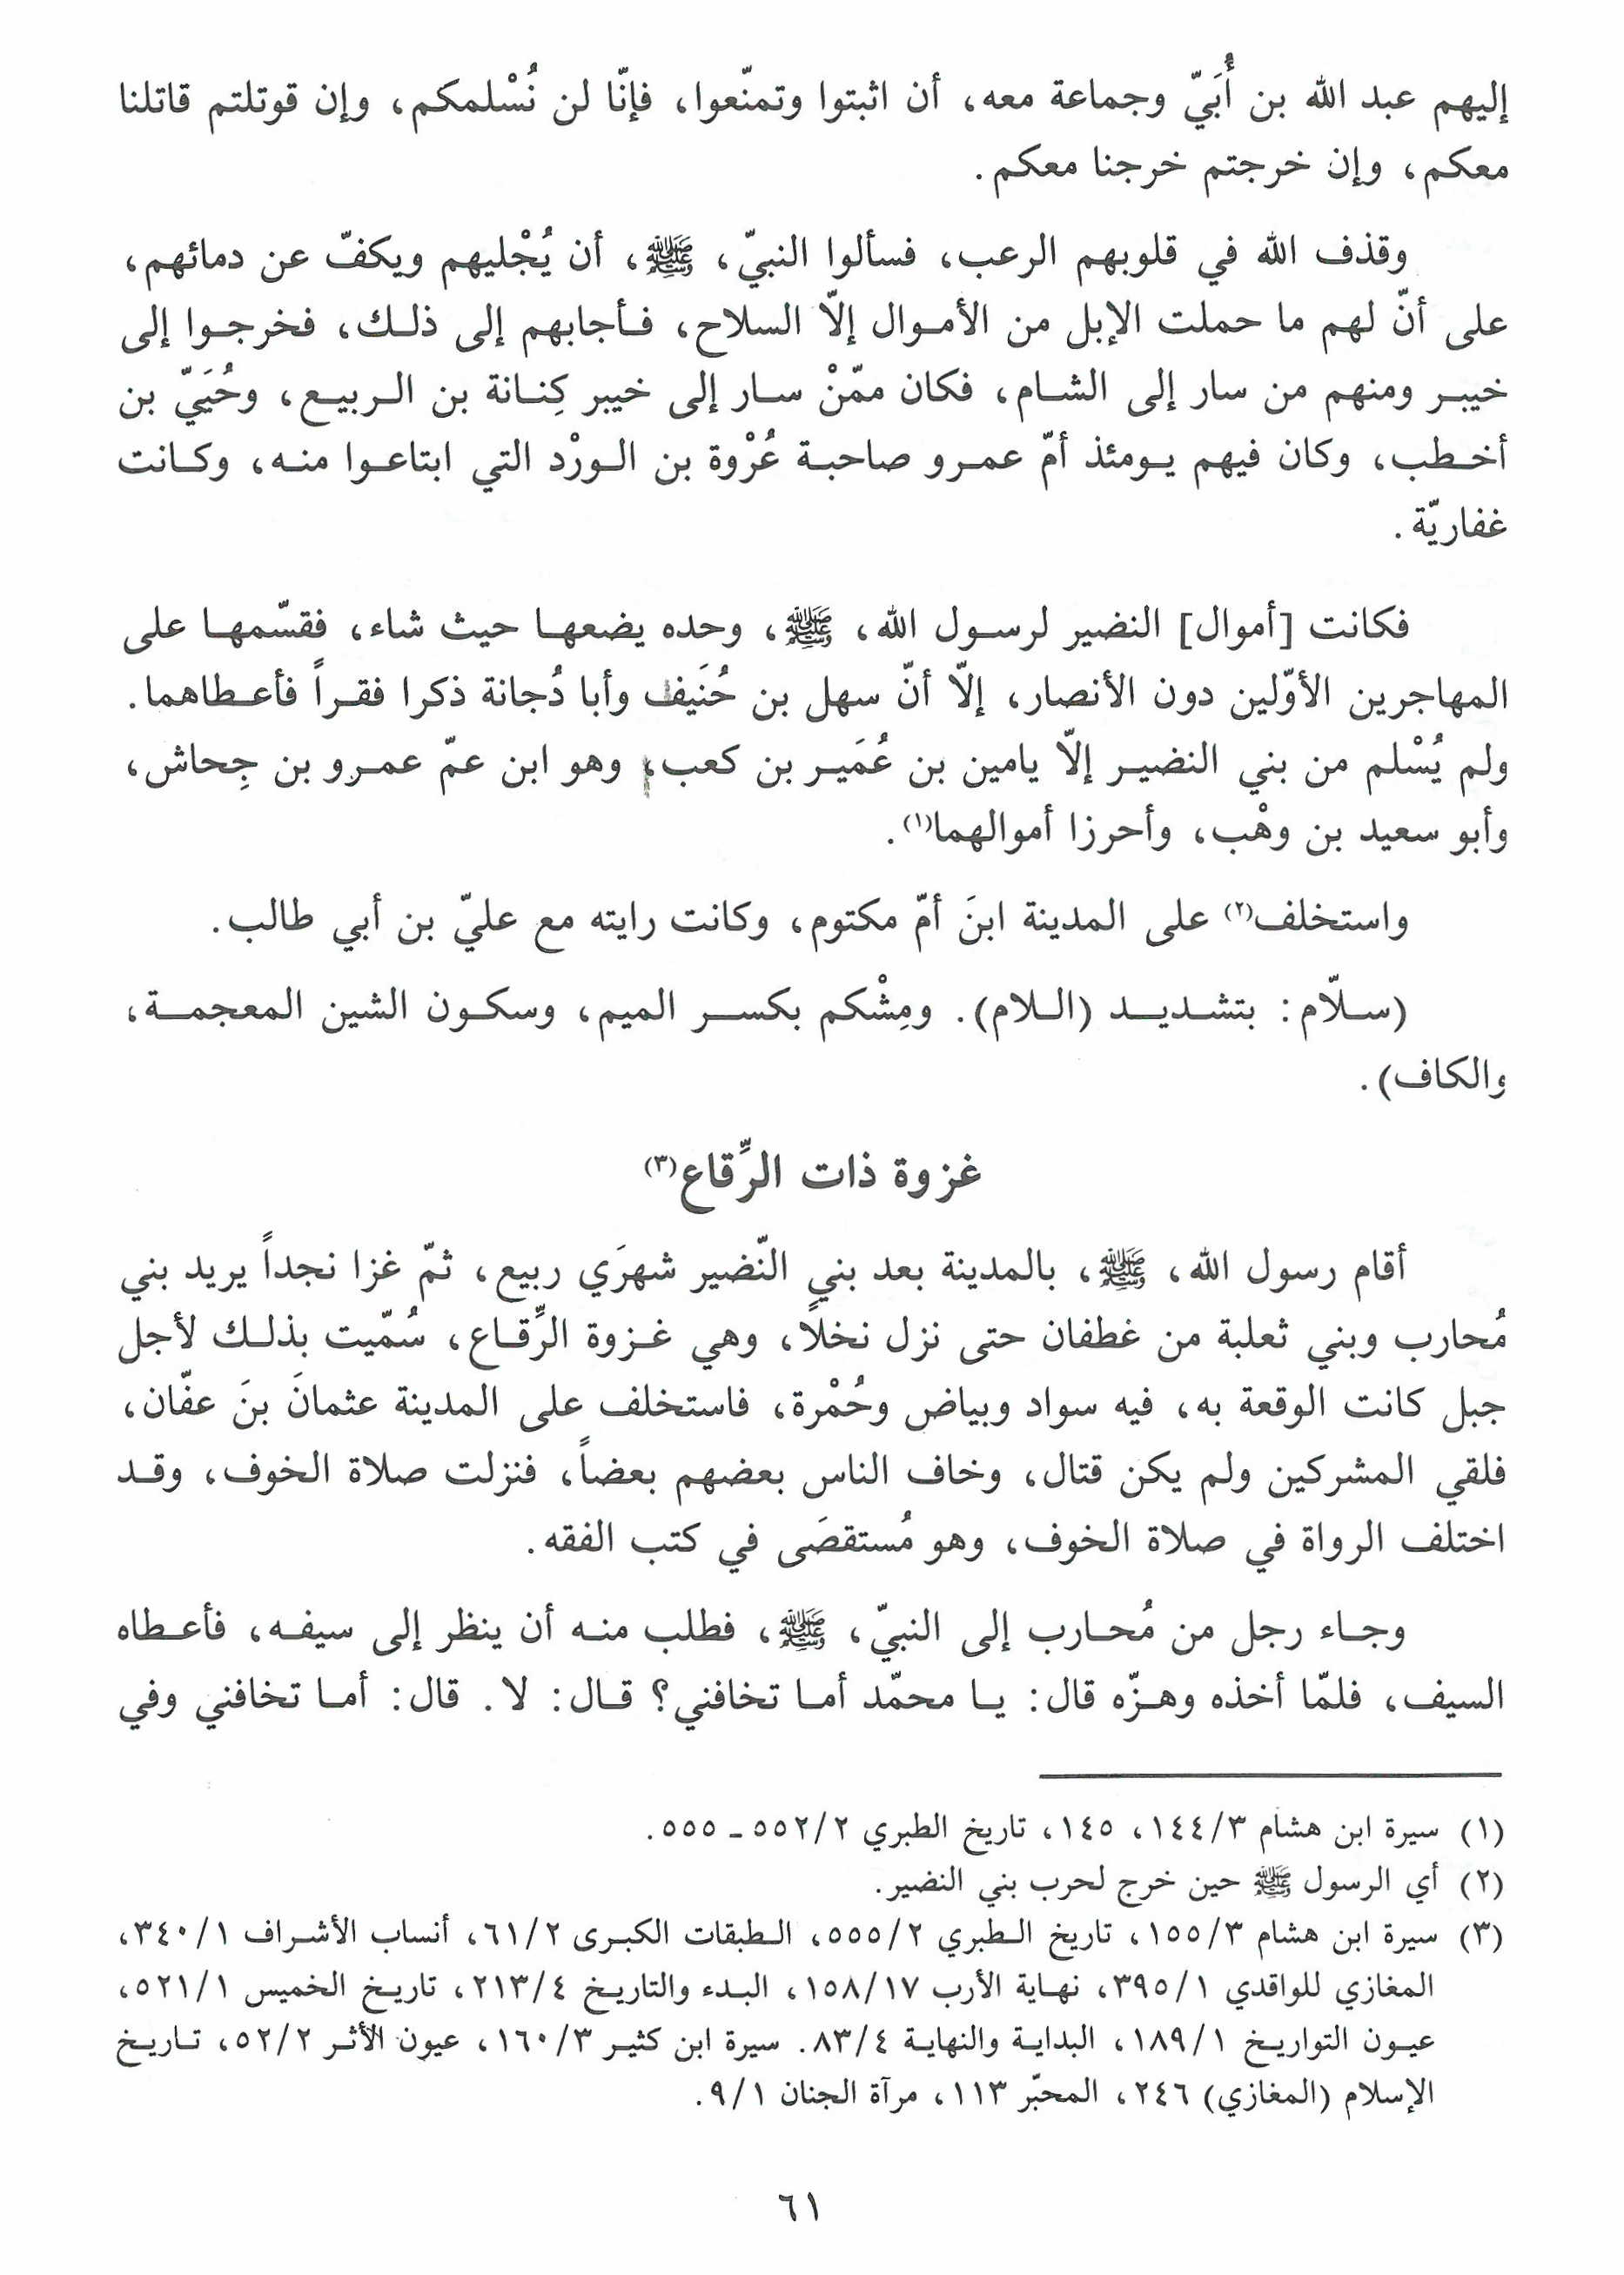 إليهم عبد الله بن أُبَيّ وجماعة معه، أن اثبتوا وتمنّعوا، فإنّا لن نُسْلمكم، وإن قوتلتم قاتلنا
معكم، وإن خرجتم خرجنا معكم.
وقذف الله في قلوبهم الرعب، فسألوا النبيّ، ﷺ، أن يُجْليهم ويكفّ عن دمائهم،
على أنّ لهم ما حملت الإبل من الأموال إلّا السلاح، فأجابهم إلى ذلك، فخرجوا إلى
خيبر ومنهم من سار إلى الشام، فكان ممّنْ سار إلى خيبر كِنانة بن الربيع، وحُيَيّ بن
أخطب، وكان فيهم يومئذ أمّ عمرو صاحبة عُرْوة بن الورْد التي ابتاعوا منه، وكانت
غفاريّة.
فكانت [أموال] النضير لرسول الله، ﷺ، وحده يضعها حيث شاء، فقسّمها على
المهاجرين الأوّلين دون الأنصار، إلّا أنّ سهل بن حُنَيف وأبا دُجانة ذكرا فقراً فأعطاهما.
ولم يُسْلم من بني النضير إلّا يامين بن عُمَير بن كعب، وهو ابن عمّ عمرو بن جِحاش،
وأبو سعيد بن وهْب، وأحرزا أموالهما(١).
واستخلف(٢) على المدينة ابنَ أمّ مكتوم، وكانت رايته مع عليّ بن أبي طالب.
(سلّام: بتشديد (اللام). ومِشْكم بكسر الميم، وسكون الشين المعجمة،
والكاف).
غزوة ذات الرِّقاع(٣)
أقام رسول الله، ﷺ، بالمدينة بعد بني النّضير شهرَي ربيع، ثمّ غزا نجداً يريد بني
مُحارب وبني ثعلبة من غطفان حتى نزل نخلاً، وهي غزوة الرِّقاع، سُمّيت بذلك لأجل
جبل كانت الوقعة به، فيه سواد وبياض وحُمْرة، فاستخلف على المدينة عثمانَ بنَ عفّان،
فلقي المشركين ولم يكن قتال، وخاف الناس بعضهم بعضاً، فنزلت صلاة الخوف، وقد
اختلف الرواة في صلاة الخوف، وهو مُستقصَى في كتب الفقه.
وجاء رجل من مُحارب إلى النبيّ، ﷺ، فطلب منه أن ينظر إلى سيفه، فأعطاه
السيف، فلمّا أخذه وهزّه قال: يا محمّد أما تخافني؟ قال: لا. قال: أما تخافني وفي
(١) سيرة ابن هشام ١٤٤/٣، ١٤٥، تاريخ الطبري ٥٥٢/٢ ـ ٥٥٥.
(٢) أي الرسول ﷺ حين خرج لحرب بني النضير.
(٣) سيرة ابن هشام ١٥٥/٣، تاريخ الطبري ٥٥٥/٢، الطبقات الكبرى ٦١/٢، أنساب الأشراف ٣٤٠/١،
المغازي للواقدي ٣٩٥/١، نهاية الأرب ١٥٨/١٧، البدء والتاريخ ٢١٣/٤، تاريخ الخميس ٥٢١/١،
عيون التواريخ ١٨٩/١، البداية والنهاية ٨٣/٤. سيرة ابن كثير ١٦٠/٣، عيون الأثر ٥٢/٢، تاريخ
الإسلام (المغازي) ٢٤٦، المحبّر ١١٣، مرآة الجنان ٩/١.
٦١